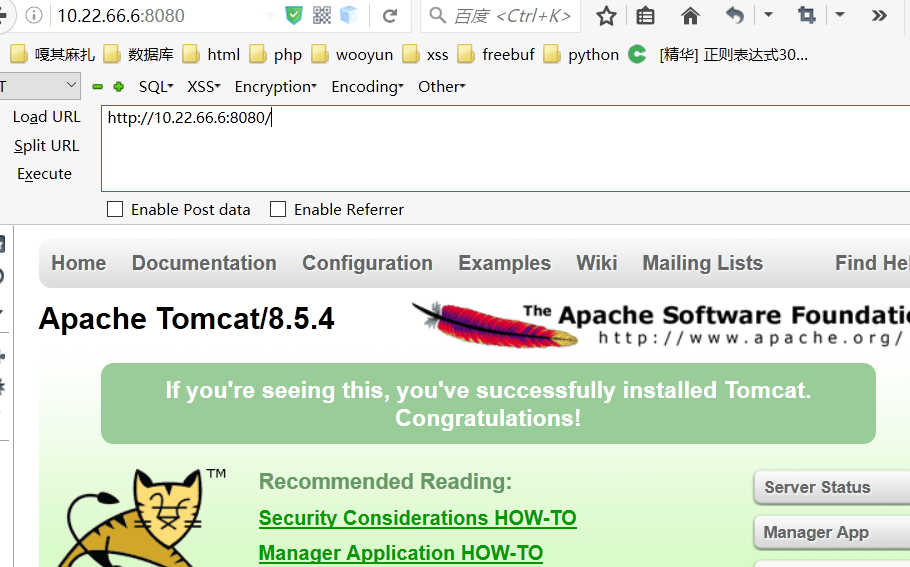 10.22.66.6:8080
百度 <Ctrl+K>
嘎其麻扎 数据库 html php wooyun xss freebuf python [精华] 正则表达式30...
T SQL▾ XSS▾ Encryption▾ Encoding▾ Other▾
Load URL http://10.22.66.6:8080/
Split URL
Execute
Enable Post data Enable Referrer
Home Documentation Configuration Examples Wiki Mailing Lists Find Hel
Apache Tomcat/8.5.4
The Apache Software Foundatio
http://www.apache.org/
If you're seeing this, you've successfully installed Tomcat.
Congratulations!
TM
Recommended Reading:
Security Considerations HOW-TO
Manager Application HOW-TO
Server Status
Manager App